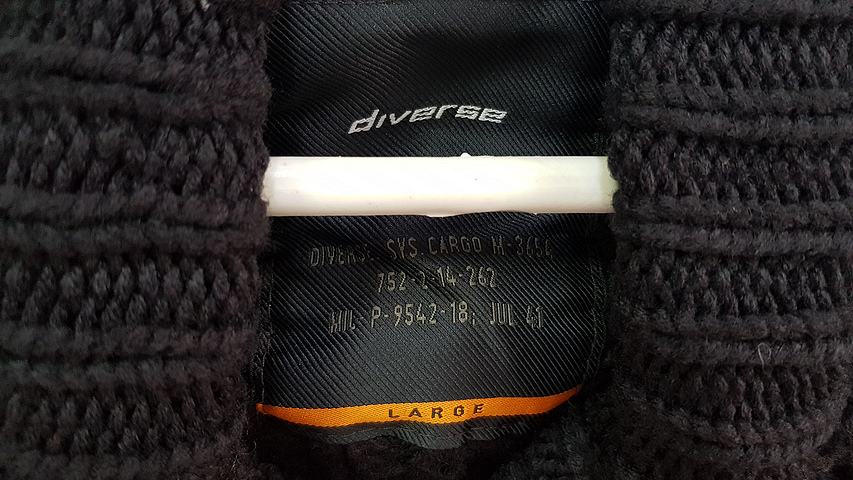 diverse
DIVERSE SYS. CARGO M-3656
752-2-14-262
MIL-P-9542-18, JUL 41
LARGE